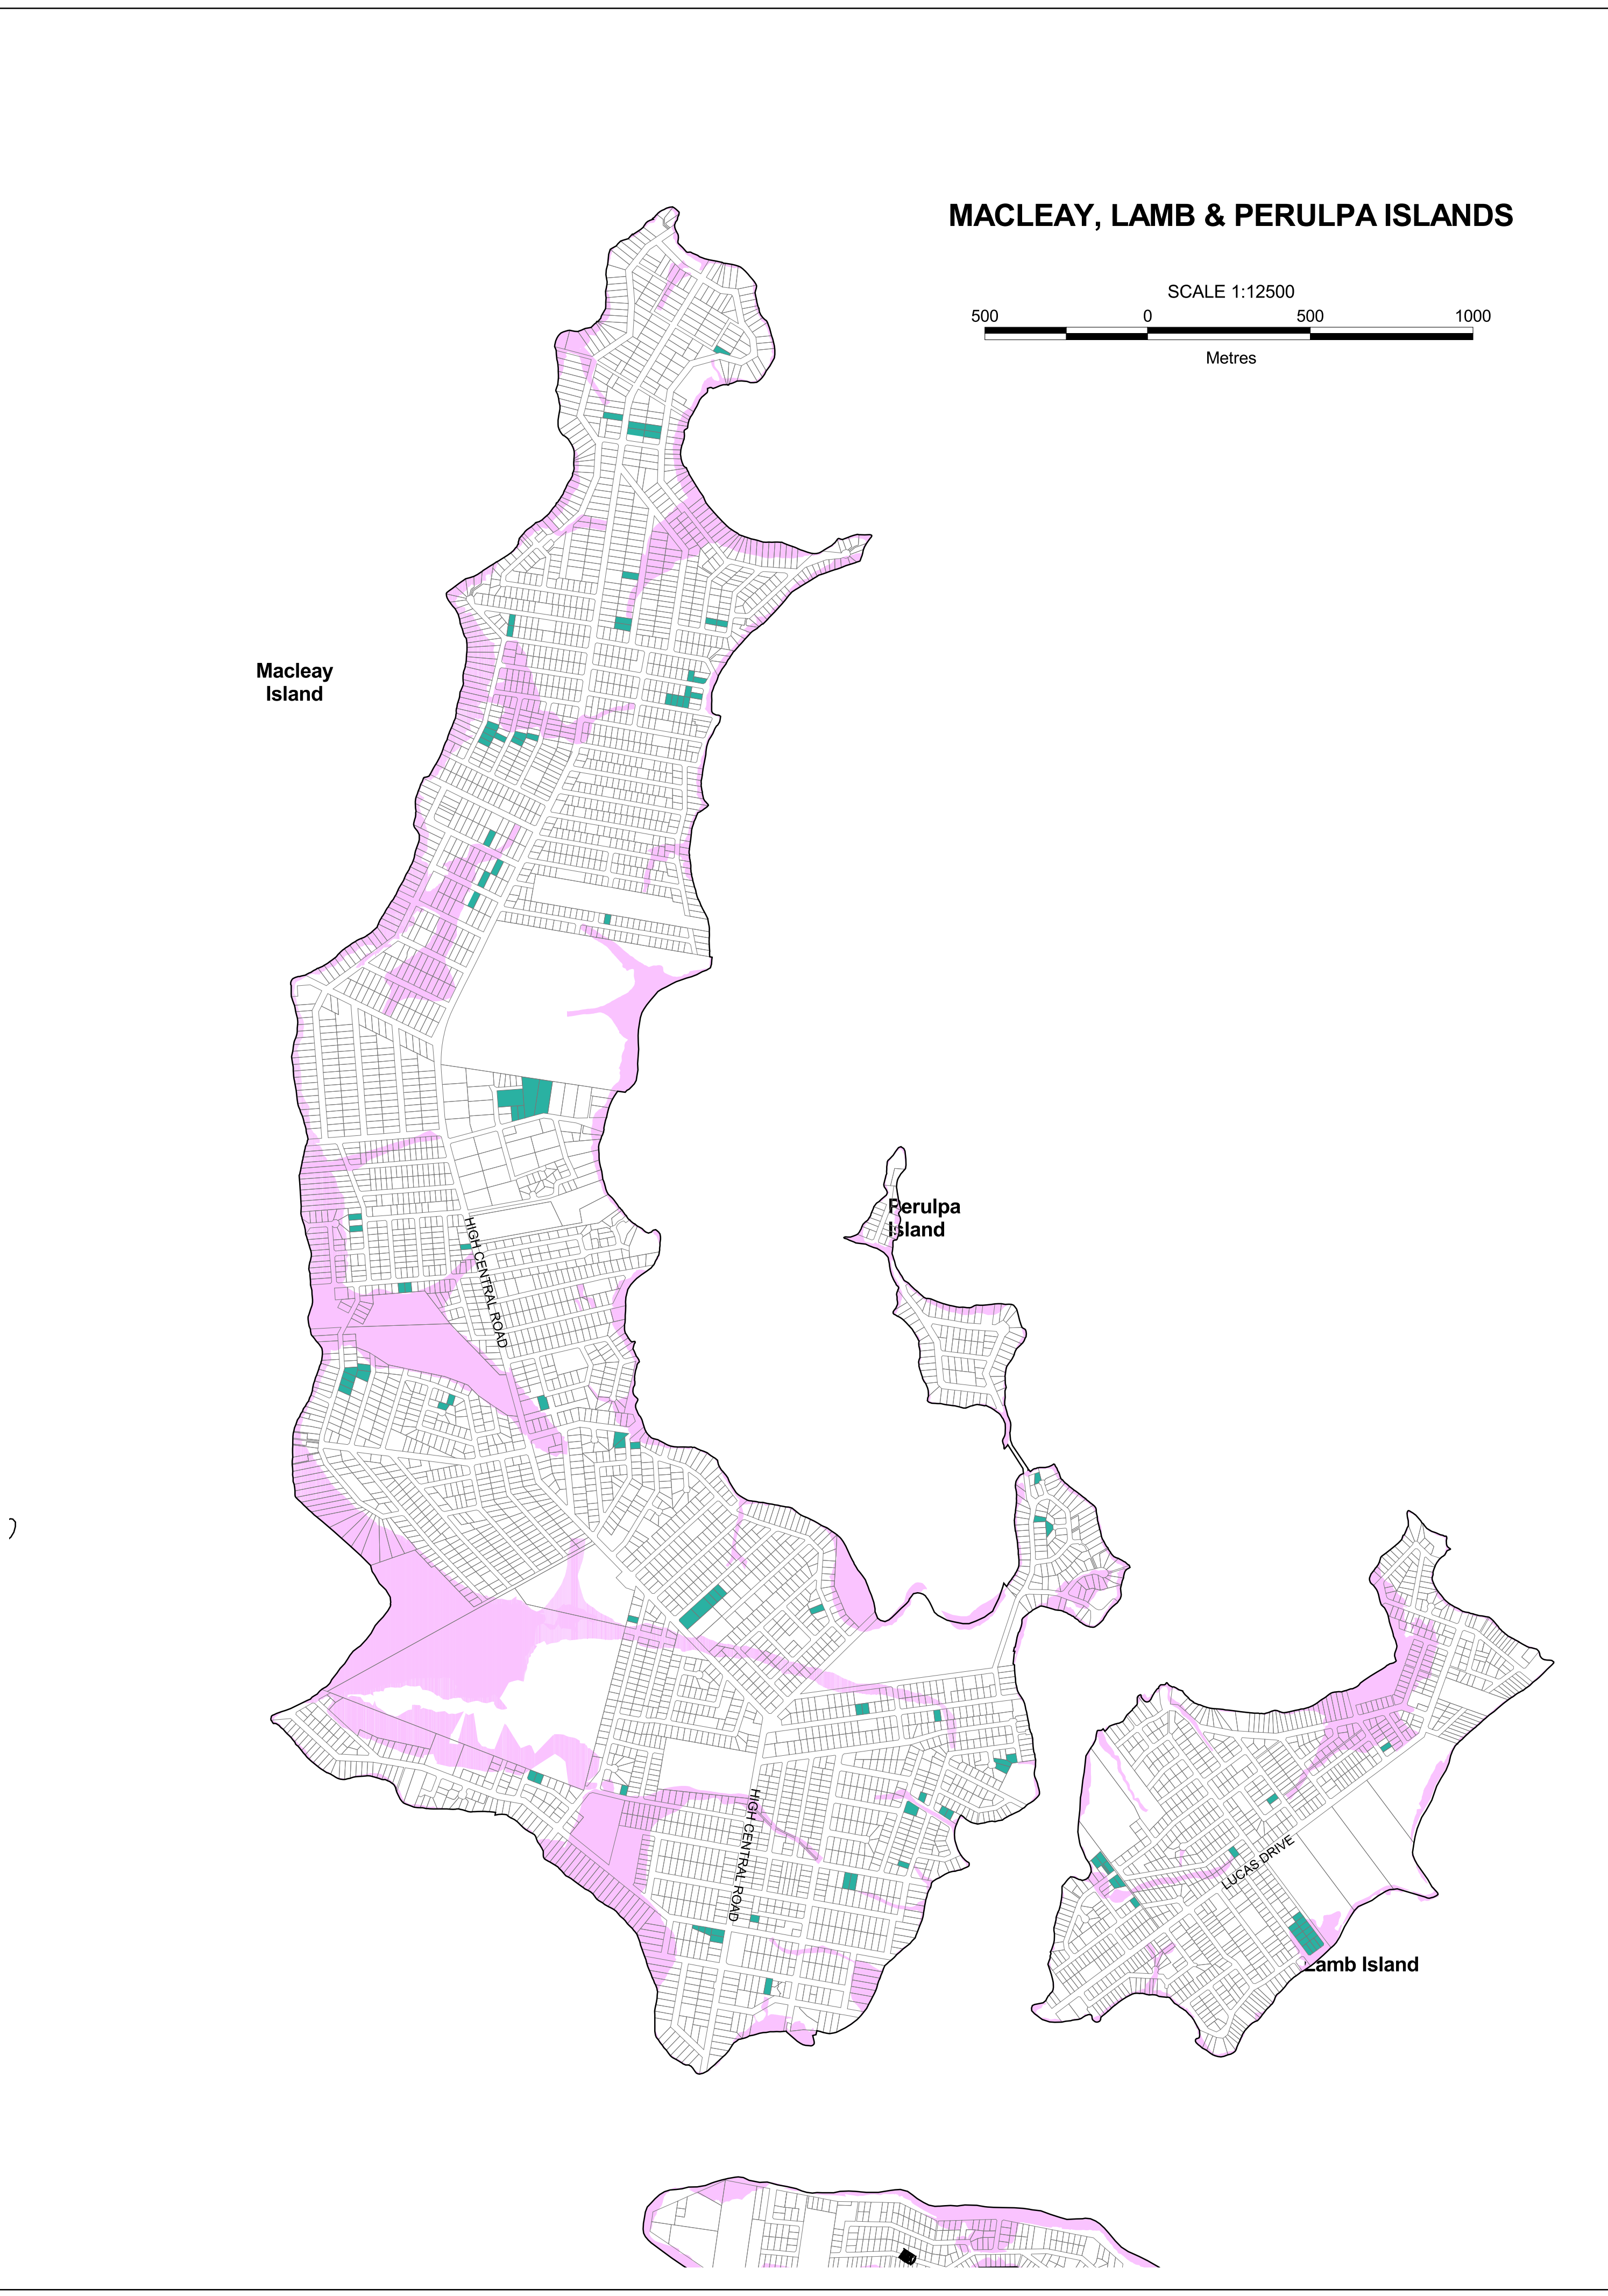 MACLEAY, LAMB & PERULPA ISLANDS
SCALE 1:12500
500 0 500 1000
Metres
Macleay
Island
Perulpa
Island
HIGH CENTRAL ROAD
HIGH CENTRAL ROAD
LUCAS DRIVE
Lamb Island